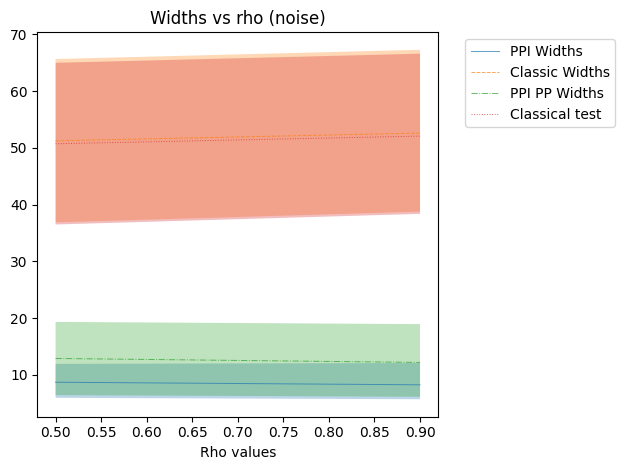 Widths vs rho (noise)
70
60
50
40
30
20
10
0.50 0.55 0.60 0.65 0.70 0.75 0.80 0.85 0.90
Rho values
PPI Widths
Classic Widths
PPI PP Widths
Classical test